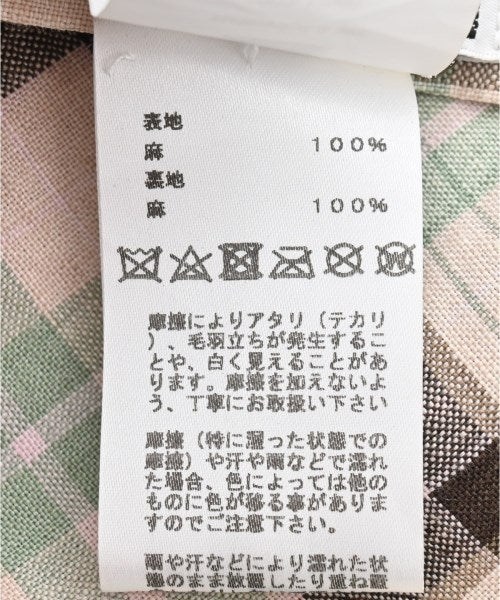 表地
麻 100%
裏地
麻 100%
W
摩擦によりアタリ(テカリ
)、毛羽立ちが発生するこ
とや、白く見えることがあ
ります。摩擦を加えないよ
う、丁寧にお取扱い下さい
摩擦(特に湿った状態での
摩擦)や汗や雨などで濡れ
た場合、色によっては他の
ものに色が移る事がありま
すのでご注意下さい。
雨や汗などにより濡れた状
態のまま放置したり重ね置